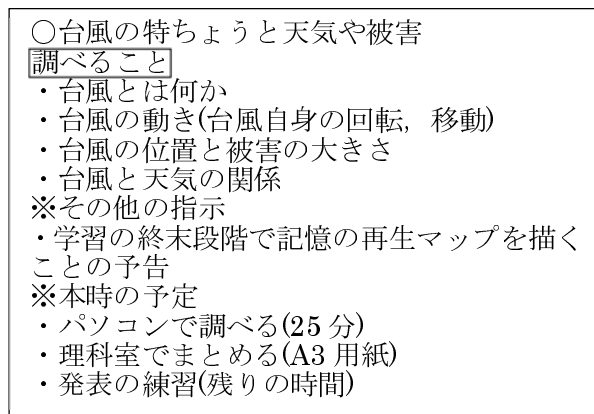 ○台風の特ちょうと天気や被害
調べること
・台風とは何か
・台風の動き(台風自身の回転，移動)
・台風の位置と被害の大きさ
・台風と天気の関係
※その他の指示
・学習の終末段階で記憶の再生マップを描く
ことの予告
※本時の予定
・パソコンで調べる(25 分)
・理科室でまとめる(A3 用紙)
・発表の練習(残りの時間)